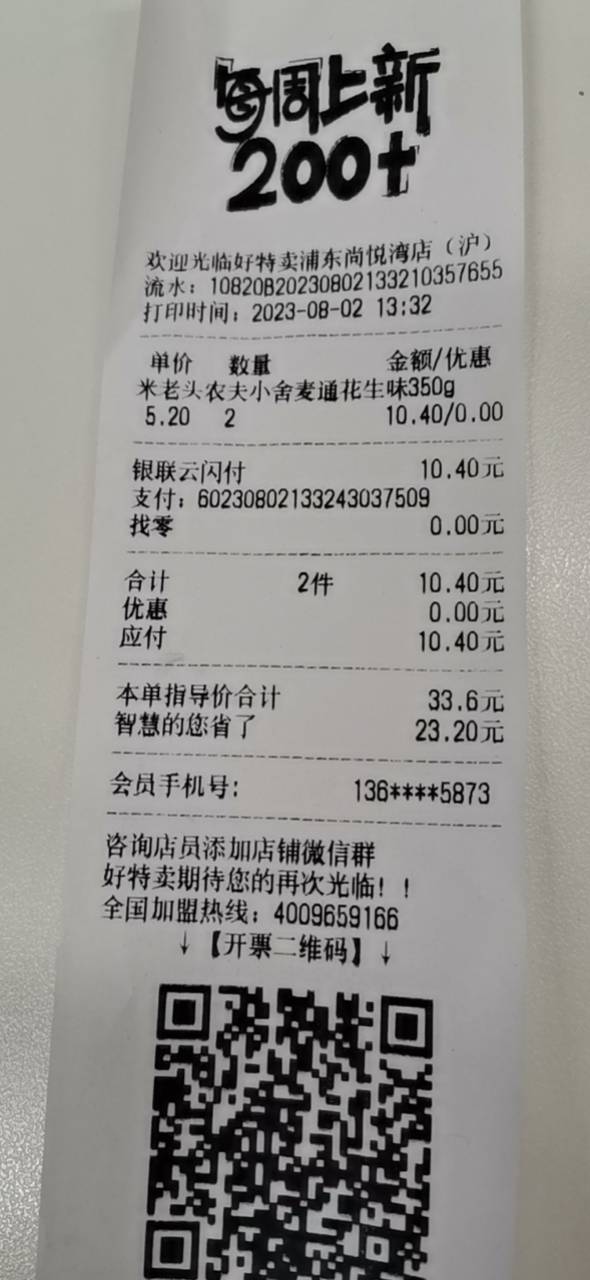 每周上新
200+
欢迎光临好特卖浦东尚悦湾店（沪）
流水：10820B20230802133210357655
打印时间：2023-08-02 13:32
单价 数量 金额/优惠
米老头农夫小舍麦通花生味350g
5.20 2 10.40/0.00
银联云闪付 10.40元
支付：60230802133243037509
找零 0.00元
合计 2件 10.40元
优惠 0.00元
应付 10.40元
本单指导价合计 33.6元
智慧的您省了 23.20元
会员手机号： 136****5873
咨询店员添加店铺微信群
好特卖期待您的再次光临！！
全国加盟热线：4009659166
↓【开票二维码】↓